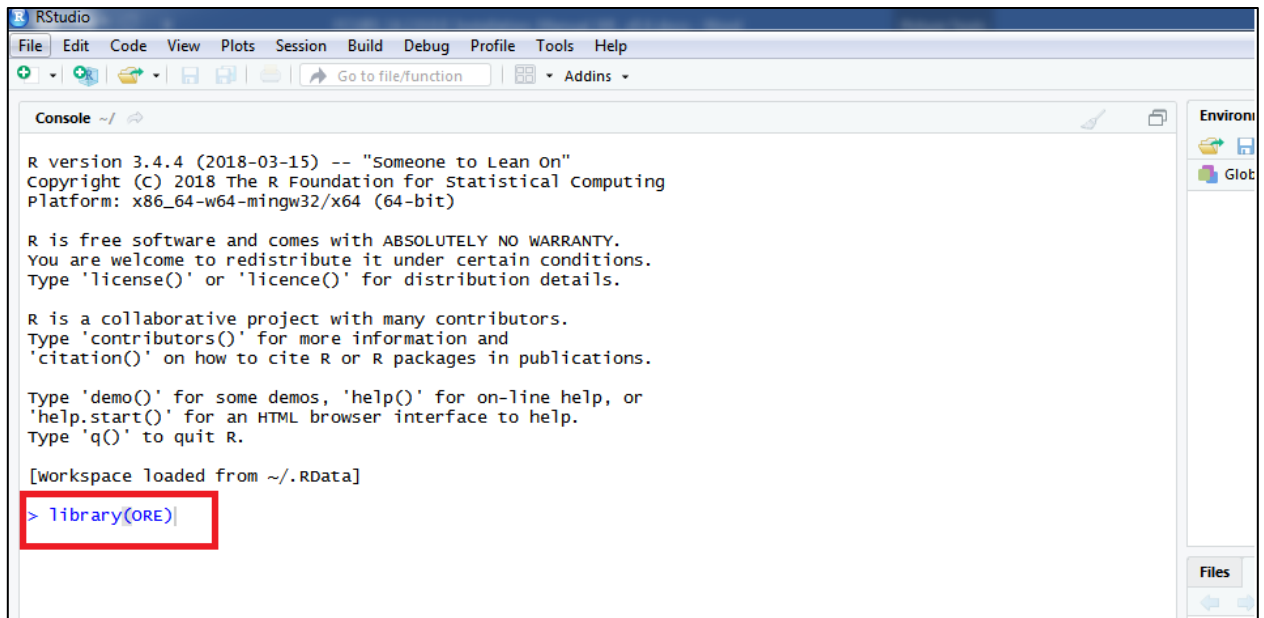 RStudio
File Edit Code View Plots Session Build Debug Profile Tools Help
Go to file/function Addins
Console ~/
R version 3.4.4 (2018-03-15) -- "Someone to Lean On"
Copyright (C) 2018 The R Foundation for Statistical Computing
Platform: x86_64-w64-mingw32/x64 (64-bit)
R is free software and comes with ABSOLUTELY NO WARRANTY.
You are welcome to redistribute it under certain conditions.
Type 'license()' or 'licence()' for distribution details.
R is a collaborative project with many contributors.
Type 'contributors()' for more information and
'citation()' on how to cite R or R packages in publications.
Type 'demo()' for some demos, 'help()' for on-line help, or
'help.start()' for an HTML browser interface to help.
Type 'q()' to quit R.
[Workspace loaded from ~/.RData]
> library(ORE)
Environ
Glob
Files